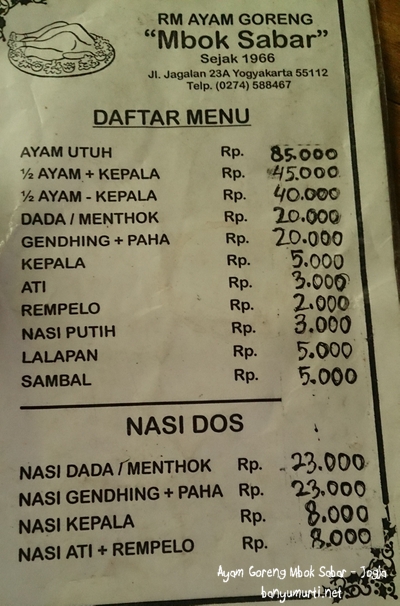 RM AYAM GORENG
“Mbok Sabar”
Sejak 1966
Jl. Jagalan 23A Yogyakarta 55112
Telp. (0274) 588467
DAFTAR MENU
AYAM UTUH Rp. 85.000
½ AYAM + KEPALA Rp. 45.000
½ AYAM - KEPALA Rp. 40.000
DADA / MENTHOK Rp. 20.000
GENDHING + PAHA Rp. 20.000
KEPALA Rp. 5.000
ATI Rp. 3.000
REMPELO Rp. 2.000
NASI PUTIH Rp. 3.000
LALAPAN Rp. 5.000
SAMBAL Rp. 5.000
NASI DOS
NASI DADA / MENTHOK Rp. 23.000
NASI GENDHING + PAHA Rp. 23.000
NASI KEPALA Rp. 8.000
NASI ATI + REMPELO Rp. 8.000
Ayam Goreng Mbok Sabar - Jogja
banyumurti.net